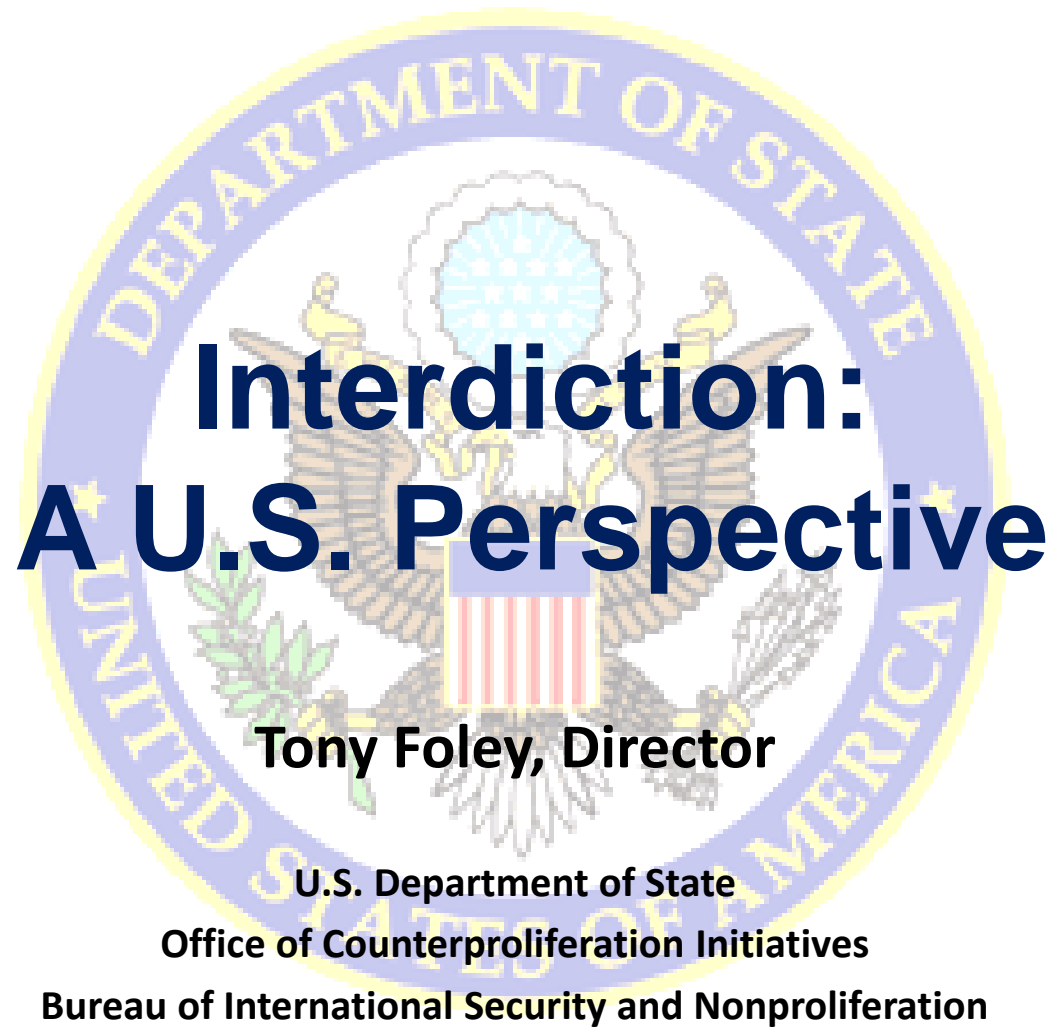 DEPARTMENT OF STATE
Interdiction:
A U.S. Perspective
Tony Foley, Director
U.S. Department of State
Office of Counterproliferation Initiatives
Bureau of International Security and Nonproliferation
UNITED STATES OF AMERICA